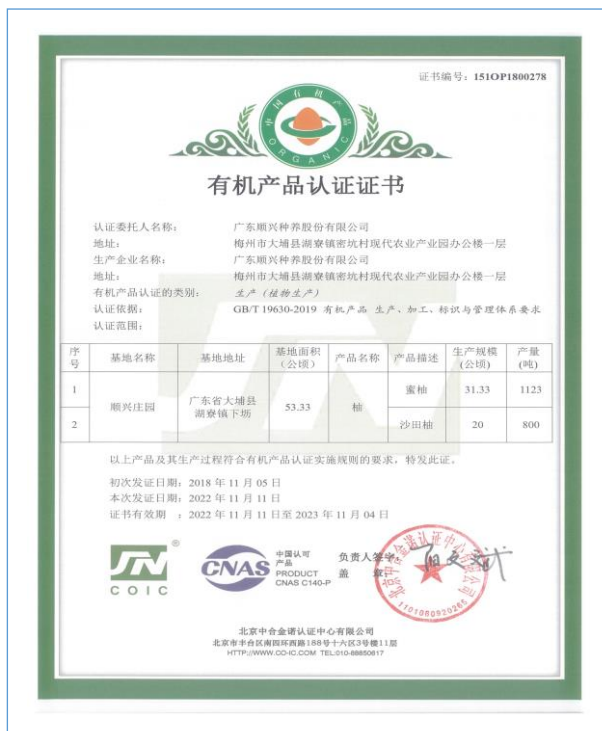 证书编号：151OP1800278
中国有机产品
ORGANIC
有机产品认证证书
认证委托人名称： 广东顺兴种养股份有限公司
地址： 梅州市大埔县湖寮镇密坑村现代农业产业园办公楼一层
生产企业名称： 广东顺兴种养股份有限公司
地址： 梅州市大埔县湖寮镇密坑村现代农业产业园办公楼一层
有机产品认证的类别： 生产（植物生产）
认证依据： GB/T 19630-2019 有机产品 生产、加工、标识与管理体系要求
认证范围：
序号 基地名称 基地地址 基地面积（公顷） 产品名称 产品描述 生产规模(公顷) 产量(吨)
1 顺兴庄园 广东省大埔县湖寮镇下坜 53.33 柚 蜜柚 31.33 1123
2 沙田柚 20 800
以上产品及其生产过程符合有机产品认证实施规则的要求，特发此证。
初次发证日期：2018 年 11 月 05 日
本次发证日期：2022 年 11 月 11 日
证书有效期 ：2022 年 11 月 11 日至 2023 年 11 月 04 日
COIC
CNAS
中国认可
产品
PRODUCT
CNAS C140-P
负责人签字：
盖 章：
北京中合金诺认证中心有限公司
1101060920265
北京中合金诺认证中心有限公司
北京市丰台区南四环西路188号十六区3号楼11层
HTTP://WWW.CO-IC.COM TEL:010-88850617